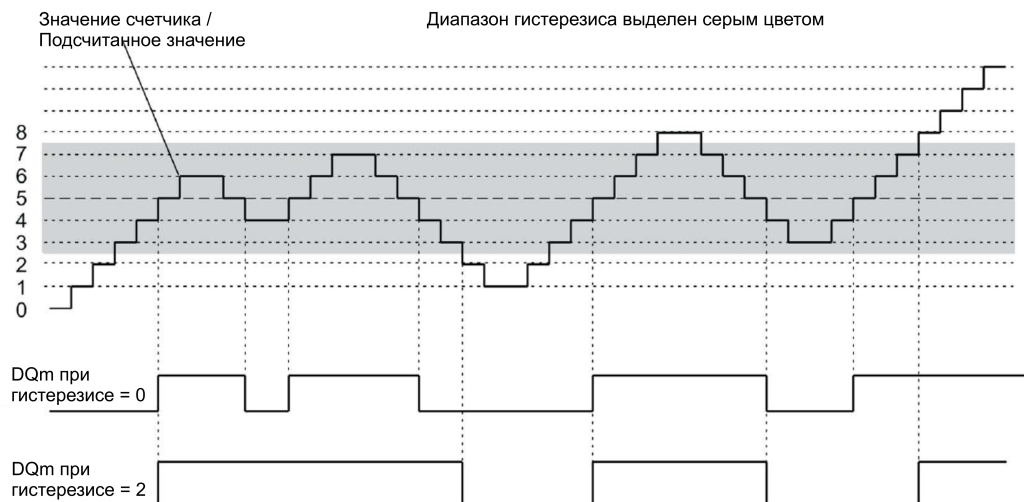 Значение счетчика /
Подсчитанное значение
Диапазон гистерезиса выделен серым цветом
8
7
6
5
4
3
2
1
0
DQm при
гистерезисе = 0
DQm при
гистерезисе = 2